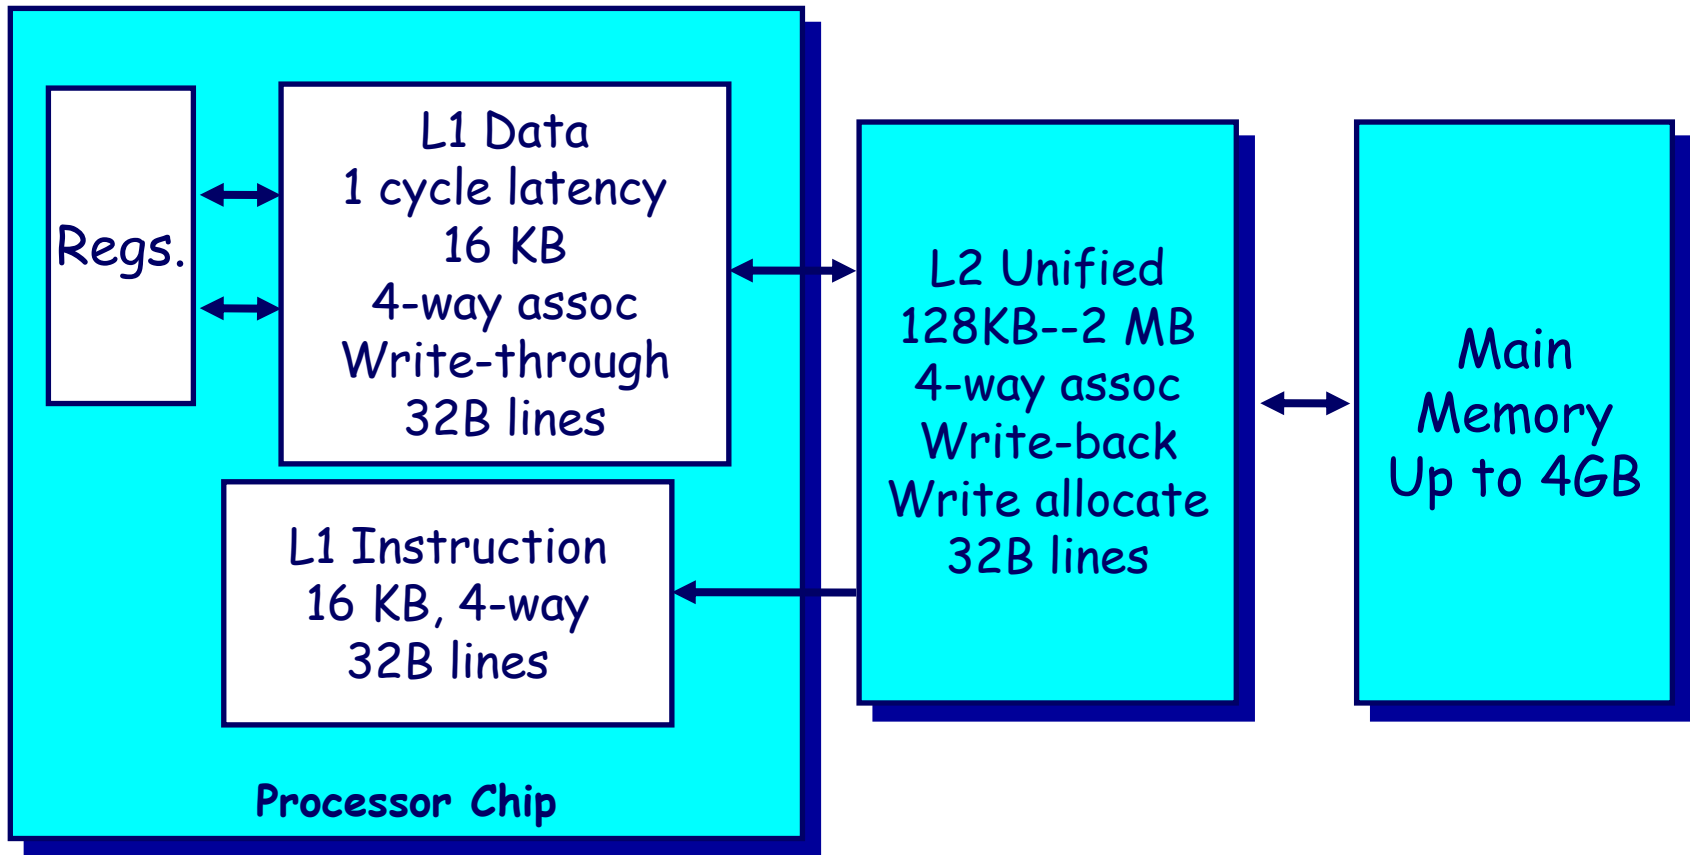 Regs.
L1 Data
1 cycle latency
16 KB
4-way assoc
Write-through
32B lines
L1 Instruction
16 KB, 4-way
32B lines
Processor Chip
L2 Unified
128KB--2 MB
4-way assoc
Write-back
Write allocate
32B lines
Main
Memory
Up to 4GB